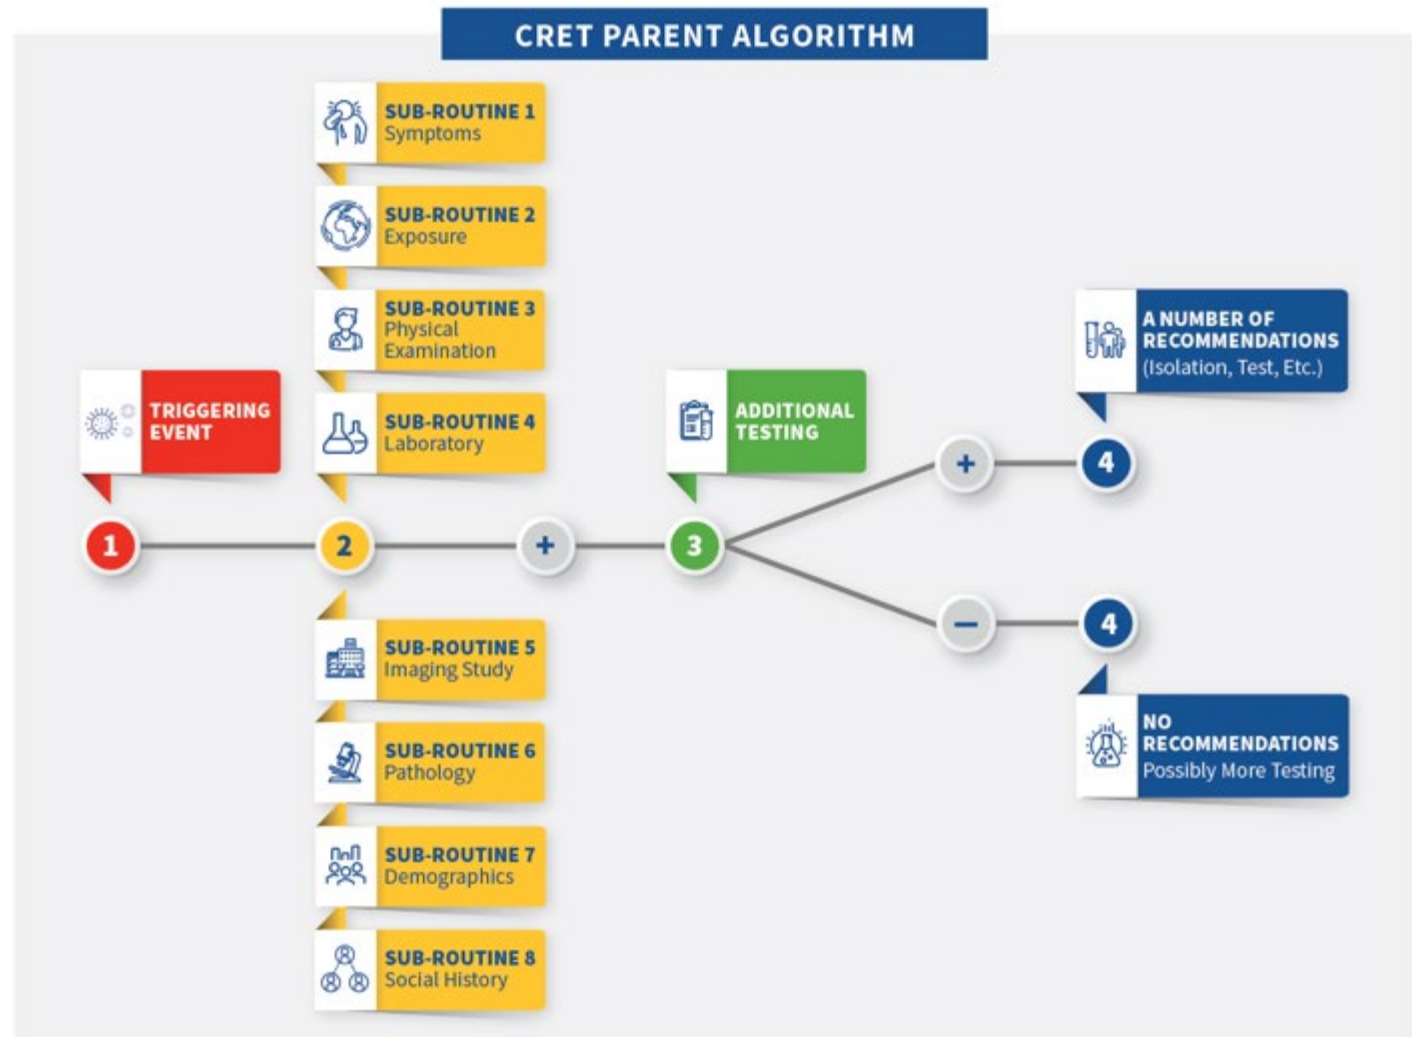 CRET PARENT ALGORITHM
SUB-ROUTINE 1
Symptoms
SUB-ROUTINE 2
Exposure
SUB-ROUTINE 3
Physical
Examination
SUB-ROUTINE 4
Laboratory
TRIGGERING
EVENT
ADDITIONAL
TESTING
A NUMBER OF
RECOMMENDATIONS
(Isolation, Test, Etc.)
1
2
+
3
+
4
−
4
SUB-ROUTINE 5
Imaging Study
SUB-ROUTINE 6
Pathology
SUB-ROUTINE 7
Demographics
SUB-ROUTINE 8
Social History
NO
RECOMMENDATIONS
Possibly More Testing